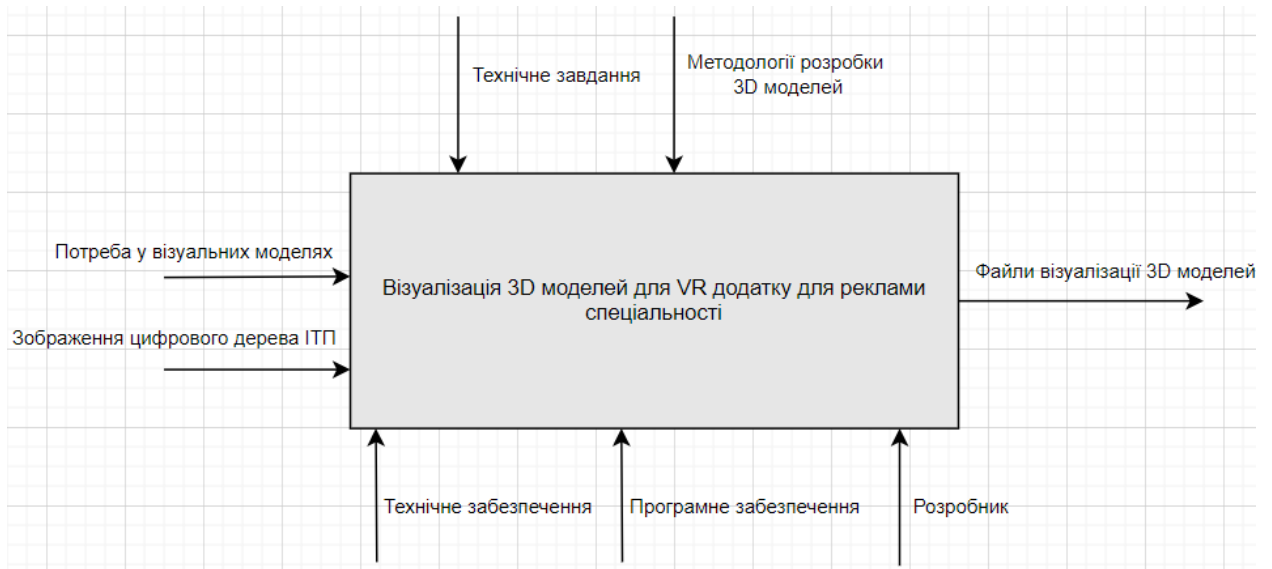 Технічне завдання
Методології розробки
3D моделей
Потреба у візуальних моделях
Зображення цифрового дерева ІТП
Візуалізація 3D моделей для VR додатку для реклами
спеціальності
Файли візуалізації 3D моделей
Технічне забезпечення
Програмне забезпечення
Розробник